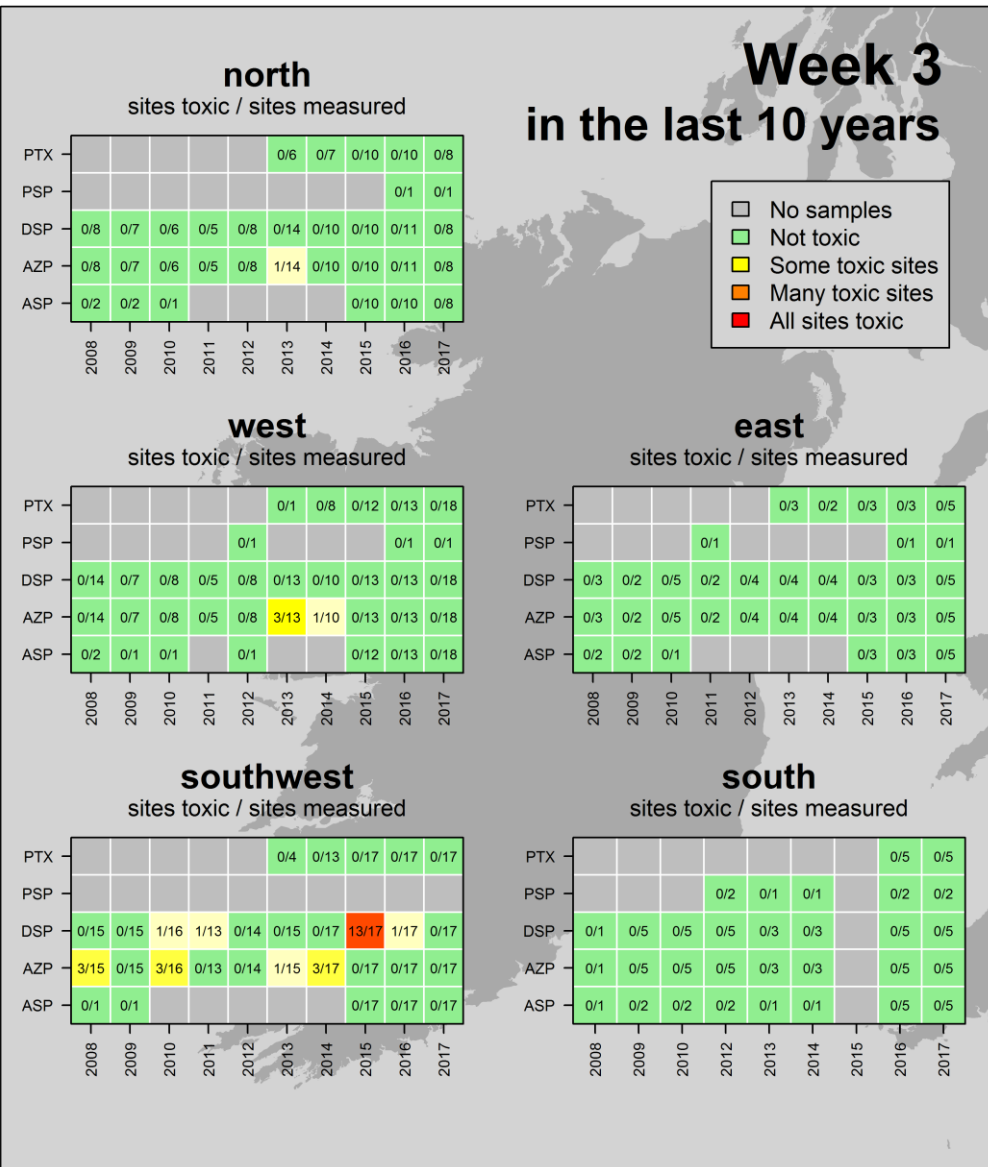 Week 3
in the last 10 years
No samples
Not toxic
Some toxic sites
Many toxic sites
All sites toxic
north
sites toxic / sites measured
PTX 0/6 0/7 0/10 0/10 0/8
PSP 0/1 0/1
DSP 0/8 0/7 0/6 0/5 0/8 0/14 0/10 0/10 0/11 0/8
AZP 0/8 0/7 0/6 0/5 0/8 1/14 0/10 0/10 0/11 0/8
ASP 0/2 0/2 0/1 0/10 0/10 0/8
2008 2009 2010 2011 2012 2013 2014 2015 2016 2017
west
sites toxic / sites measured
PTX 0/1 0/8 0/12 0/13 0/18
PSP 0/1 0/1 0/1
DSP 0/14 0/7 0/8 0/5 0/8 0/13 0/10 0/13 0/13 0/18
AZP 0/14 0/7 0/8 0/5 0/8 3/13 1/10 0/13 0/13 0/18
ASP 0/2 0/1 0/1 0/1 0/12 0/13 0/18
2008 2009 2010 2011 2012 2013 2014 2015 2016 2017
east
sites toxic / sites measured
PTX 0/3 0/2 0/3 0/3 0/5
PSP 0/1 0/1 0/1
DSP 0/3 0/2 0/5 0/2 0/4 0/4 0/4 0/3 0/3 0/5
AZP 0/3 0/2 0/5 0/2 0/4 0/4 0/4 0/3 0/3 0/5
ASP 0/2 0/2 0/1 0/3 0/3 0/5
2008 2009 2010 2011 2012 2013 2014 2015 2016 2017
southwest
sites toxic / sites measured
PTX 0/4 0/13 0/17 0/17 0/17
PSP
DSP 0/15 0/15 1/16 1/13 0/14 0/15 0/17 13/17 1/17 0/17
AZP 3/15 0/15 3/16 0/13 0/14 1/15 3/17 0/17 0/17 0/17
ASP 0/1 0/1 0/17 0/17 0/17
2008 2009 2010 2011 2012 2013 2014 2015 2016 2017
south
sites toxic / sites measured
PTX 0/5 0/5
PSP 0/2 0/1 0/1 0/2 0/2
DSP 0/1 0/5 0/5 0/5 0/3 0/3 0/5 0/5
AZP 0/1 0/5 0/5 0/5 0/3 0/3 0/5 0/5
ASP 0/1 0/2 0/2 0/2 0/1 0/1 0/5 0/5
2008 2009 2010 2012 2013 2014 2015 2016 2017